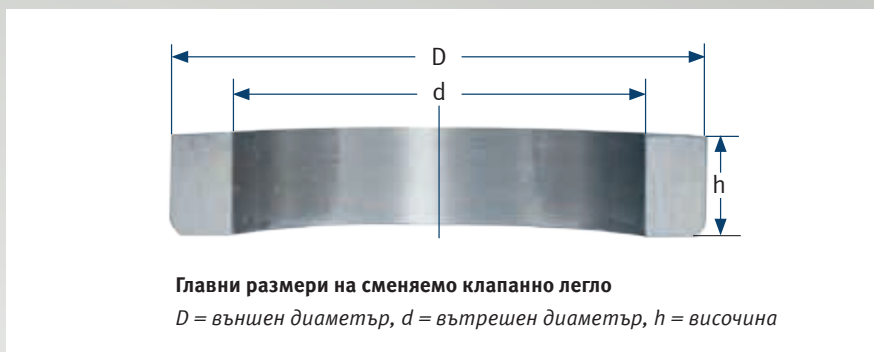 D
d
h
Главни размери на сменяемо клапанно легло
D = външен диаметър, d = вътрешен диаметър, h = височина